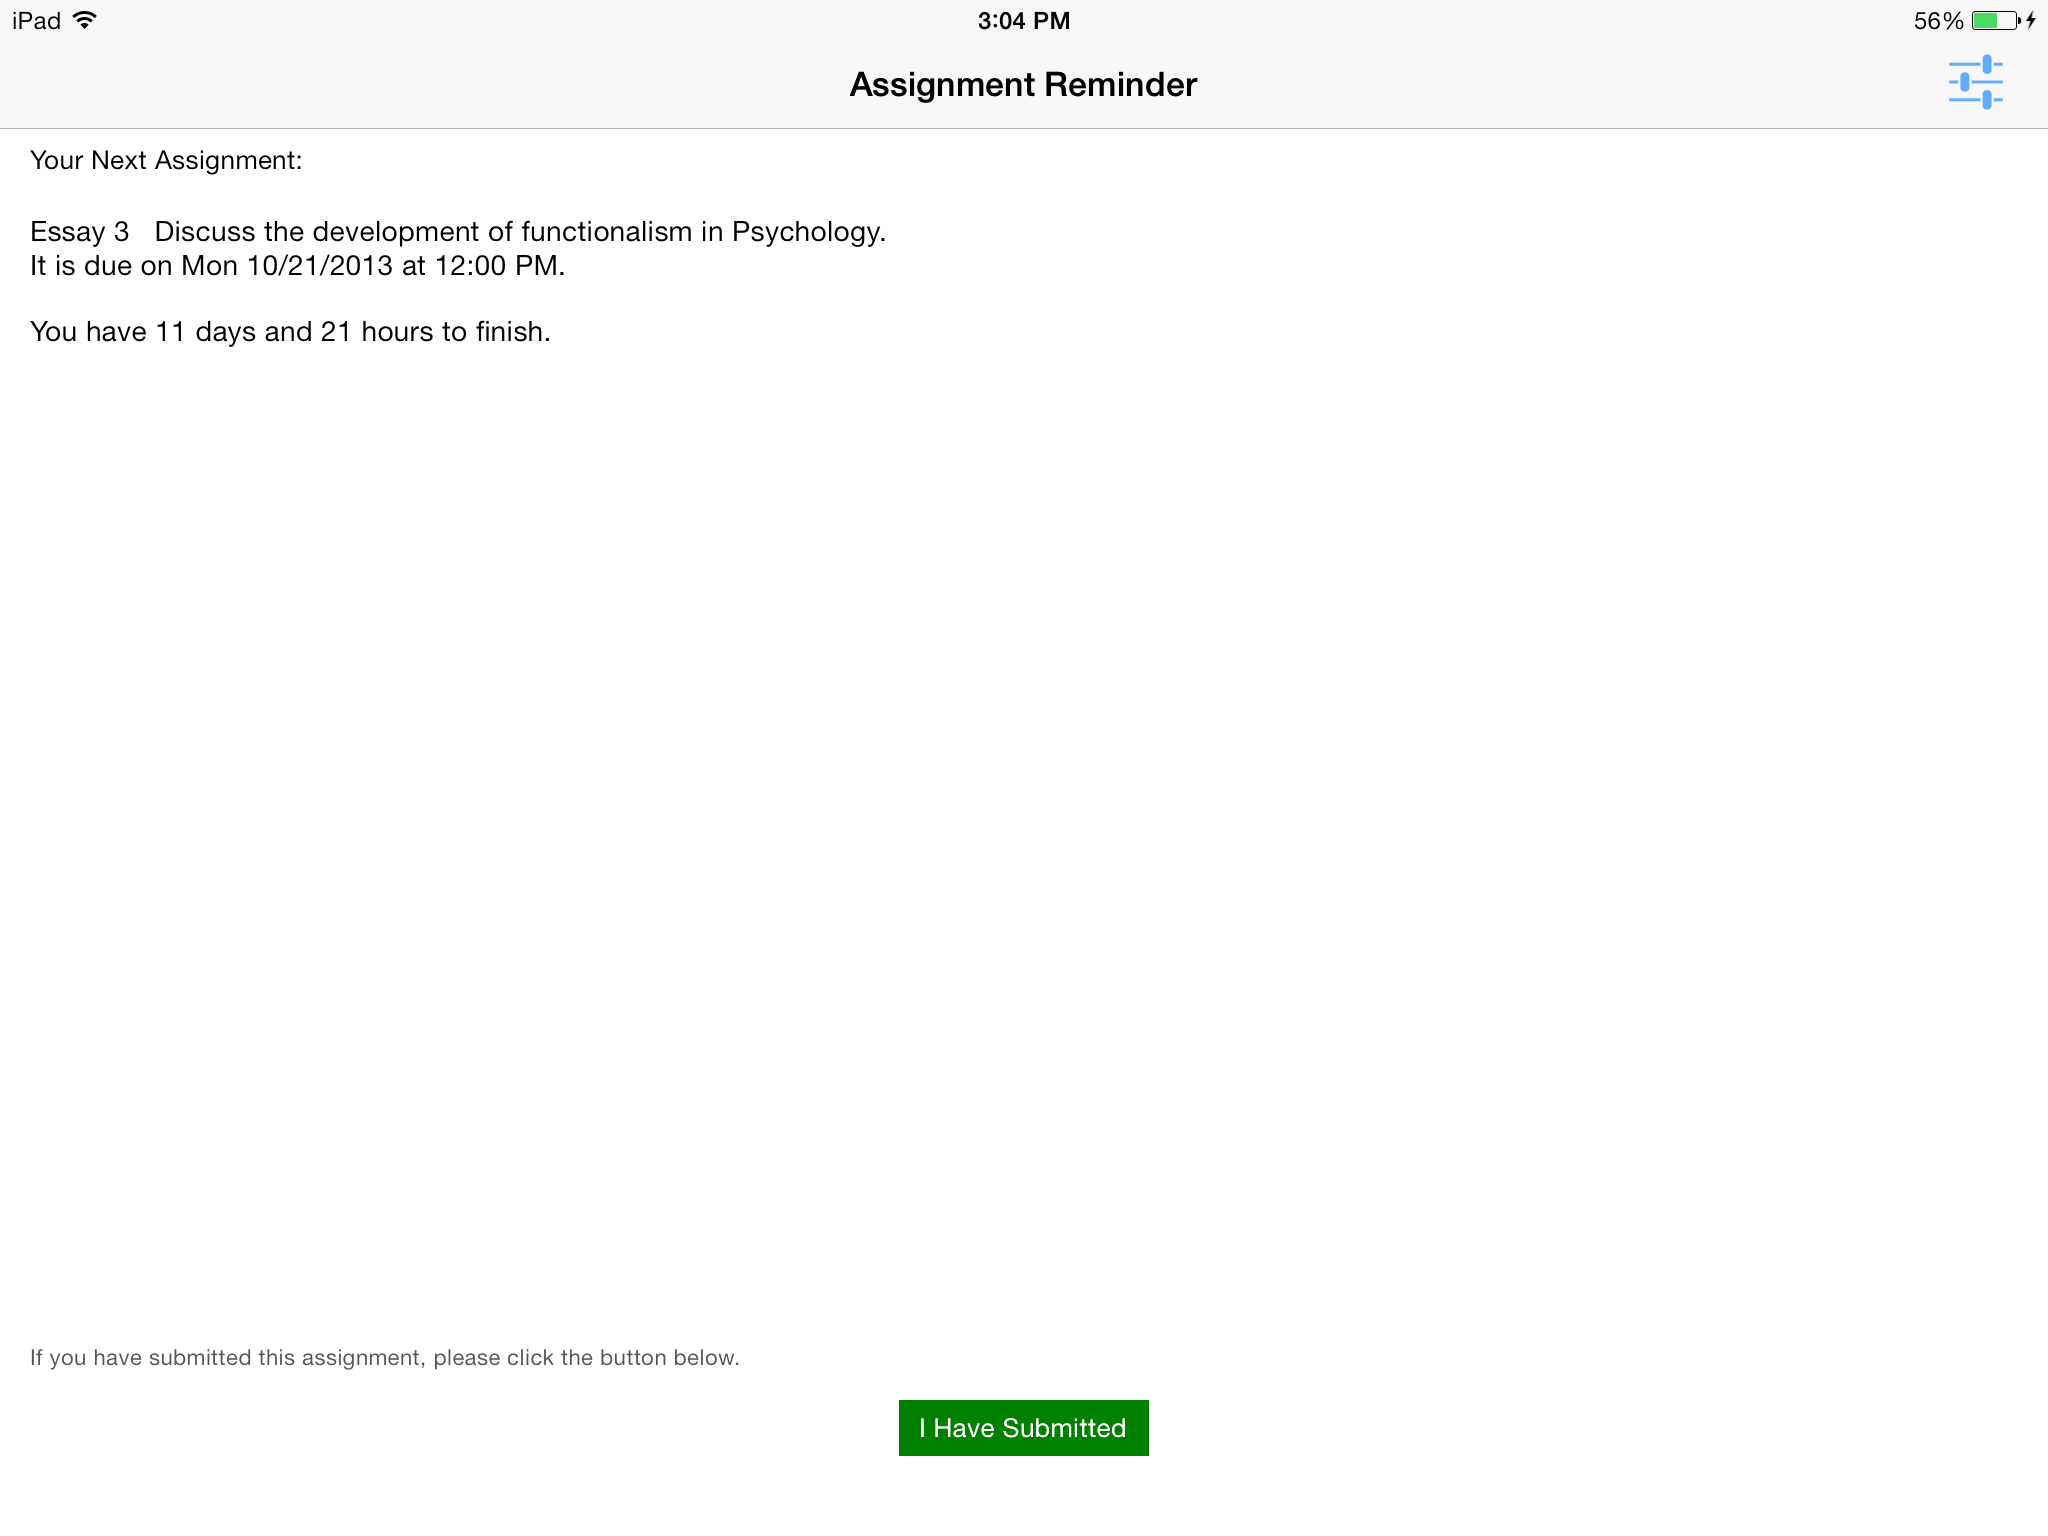 iPad 3:04 PM 56%
Assignment Reminder
Your Next Assignment:
Essay 3 Discuss the development of functionalism in Psychology.
It is due on Mon 10/21/2013 at 12:00 PM.
You have 11 days and 21 hours to finish.
If you have submitted this assignment, please click the button below.
I Have Submitted